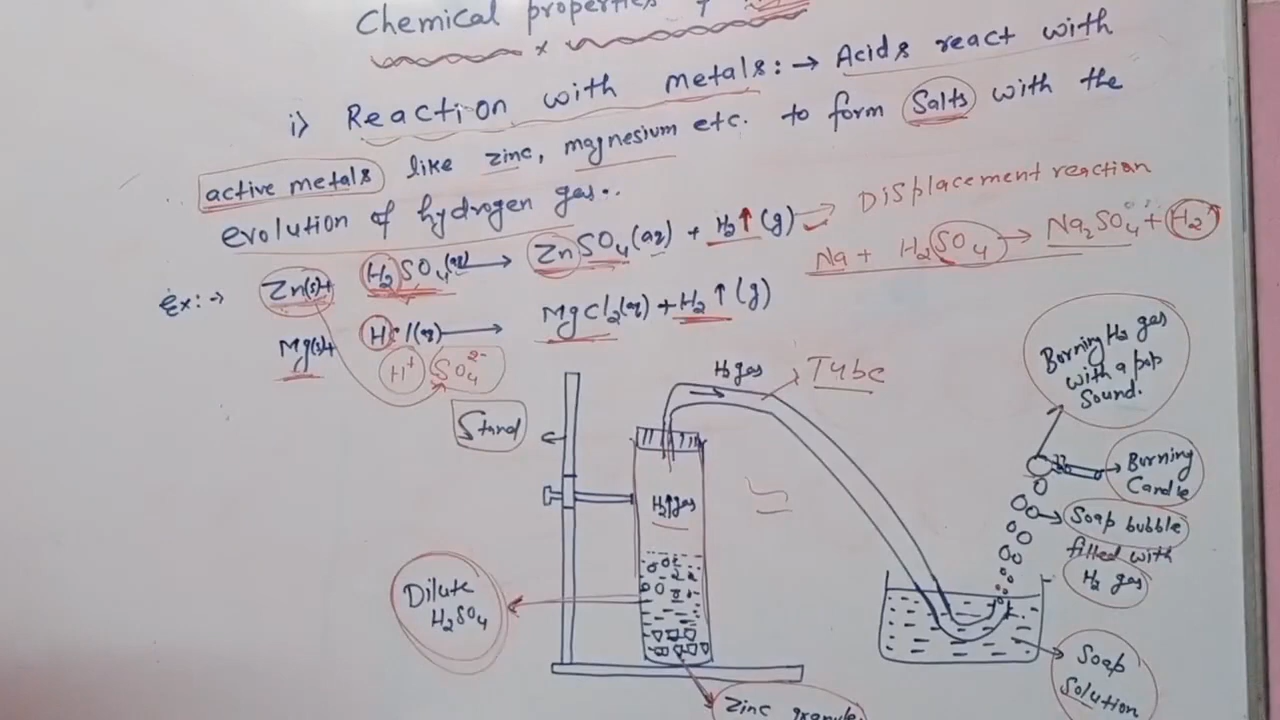 Chemical properties of
i) Reaction with metals :→ Acids react with
active metals like zinc, magnesium etc. to form Salts with the
evolution of hydrogen gas..
Displacement reaction
Ex:→ Zn(s)+ H₂SO₄(aq) → ZnSO₄(aq) + H₂↑(g)
Na + H₂SO₄ → Na₂SO₄ + H₂↑
Mg(s)+ HCl(aq) → MgCl₂(aq) + H₂↑(g)
H⁺ SO₄²⁻
H₂ gas
Tube
Stand
H₂↑gas
Dilute
H₂SO₄
Zinc granule
Burning H₂ gas
with a pop
Sound.
Burning
Candle
Soap bubble
filled with
H₂ gas
Soap
Solution